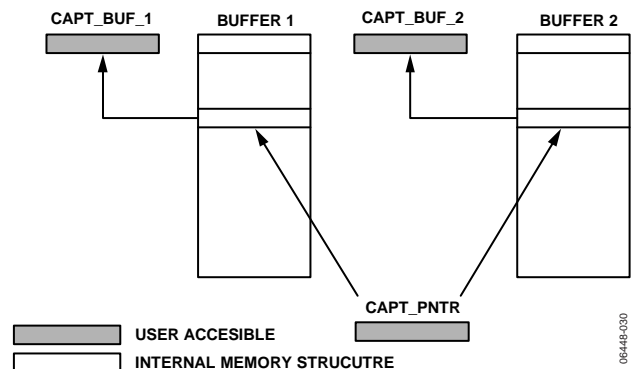 CAPT_BUF_1 BUFFER 1 CAPT_BUF_2 BUFFER 2
CAPT_PNTR
USER ACCESIBLE
INTERNAL MEMORY STRUCUTRE
06448-030